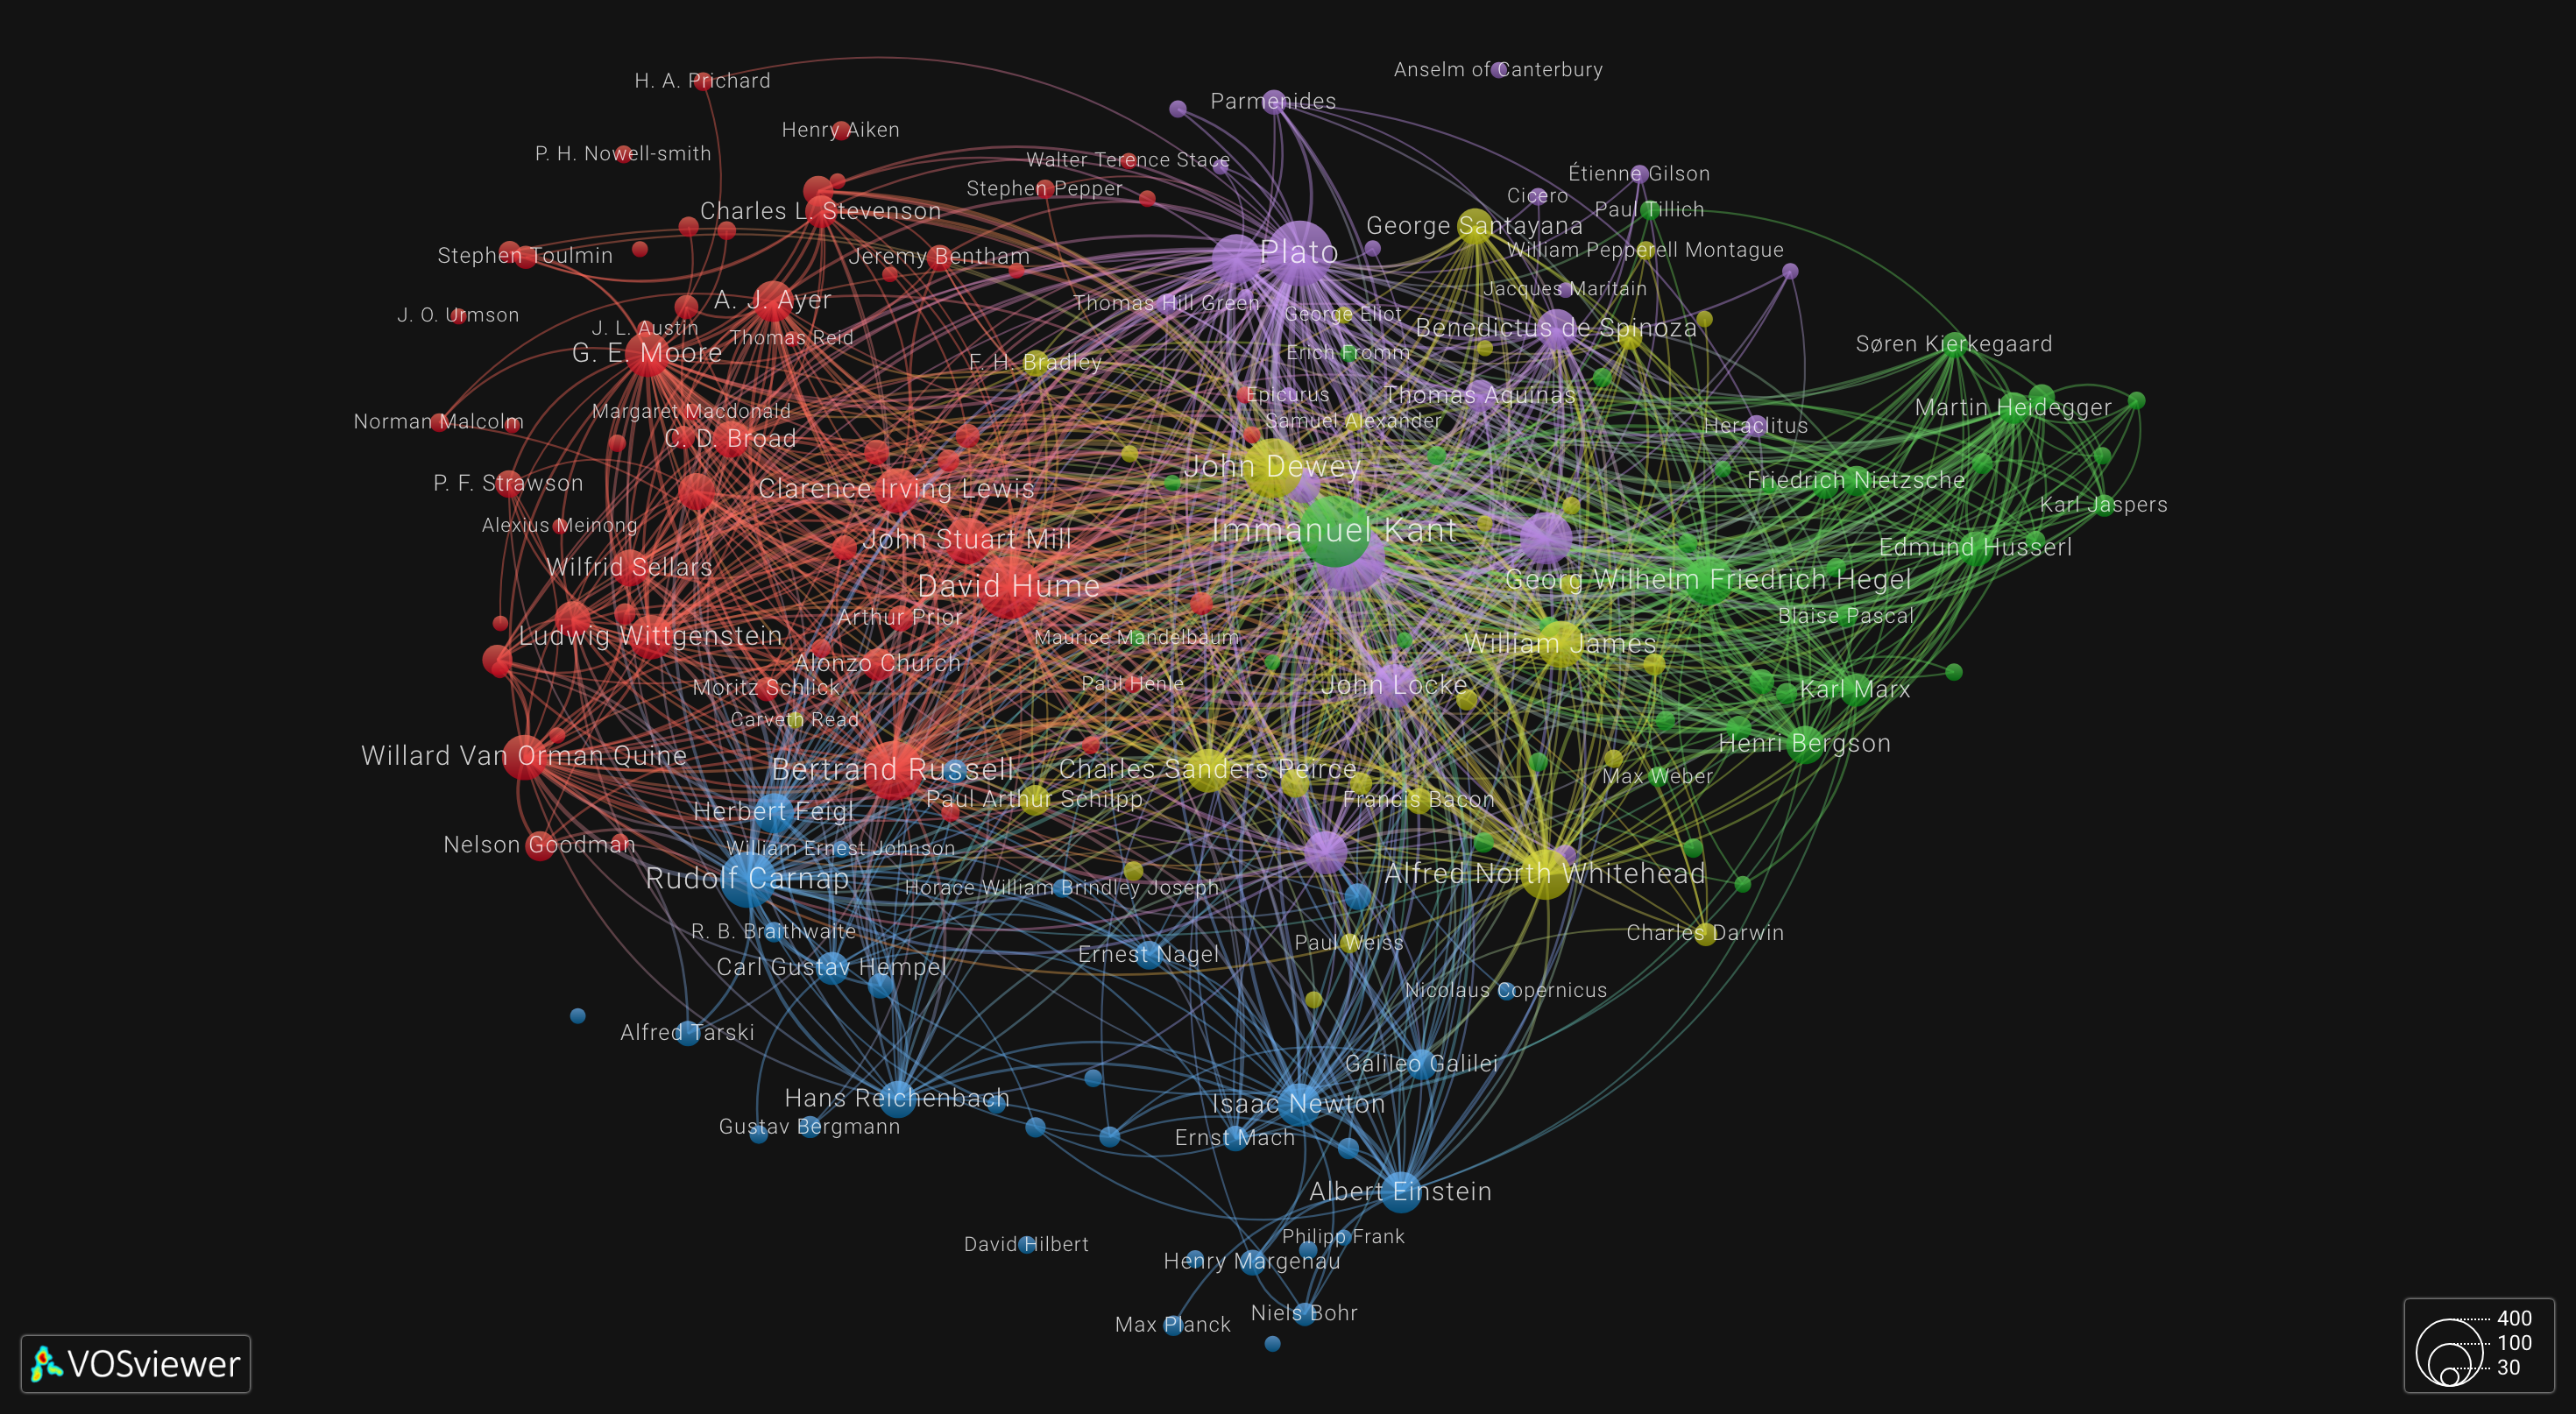 Anselm of Canterbury
H. A. Prichard
Parmenides
Henry Aiken
P. H. Nowell-smith
Walter Terence Stace
Étienne Gilson
Stephen Pepper
Cicero
Charles L. Stevenson
Paul Tillich
George Santayana
Plato
William Pepperell Montague
Stephen Toulmin
Jeremy Bentham
Jacques Maritain
A. J. Ayer
Thomas Hill Green
George Eliot
J. O. Urmson
J. L. Austin
Benedictus de Spinoza
Thomas Reid
Søren Kierkegaard
G. E. Moore
Erich Fromm
F. H. Bradley
Epicurus
Thomas Aquinas
Martin Heidegger
Margaret Macdonald
Norman Malcolm
Samuel Alexander
Heraclitus
C. D. Broad
John Dewey
Friedrich Nietzsche
P. F. Strawson
Clarence Irving Lewis
Karl Jaspers
Alexius Meinong
Immanuel Kant
John Stuart Mill
Edmund Husserl
Wilfrid Sellars
Georg Wilhelm Friedrich Hegel
David Hume
Arthur Prior
Blaise Pascal
Ludwig Wittgenstein
Maurice Mandelbaum
William James
Alonzo Church
Moritz Schlick
Paul Henle
John Locke
Karl Marx
Carveth Read
Henri Bergson
Willard Van Orman Quine
Bertrand Russell
Charles Sanders Peirce
Max Weber
Paul Arthur Schilpp
Francis Bacon
Herbert Feigl
Nelson Goodman
William Ernest Johnson
Rudolf Carnap
Alfred North Whitehead
Horace William Brindley Joseph
R. B. Braithwaite
Charles Darwin
Paul Weiss
Ernest Nagel
Carl Gustav Hempel
Nicolaus Copernicus
Alfred Tarski
Galileo Galilei
Hans Reichenbach
Isaac Newton
Gustav Bergmann
Ernst Mach
Albert Einstein
Philipp Frank
David Hilbert
Henry Margenau
Niels Bohr
Max Planck
VOSviewer
400
100
30